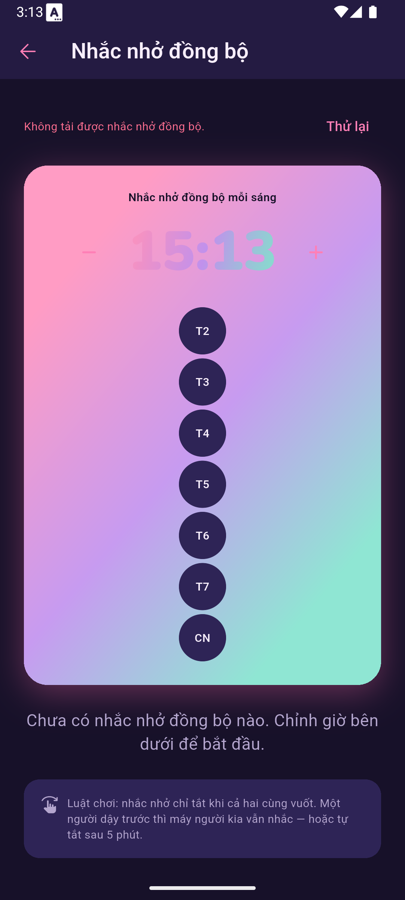 3:13 A
Nhắc nhở đồng bộ
Không tải được nhắc nhở đồng bộ.
Thử lại
Nhắc nhở đồng bộ mỗi sáng
− 15:13 +
T2
T3
T4
T5
T6
T7
CN
Chưa có nhắc nhở đồng bộ nào. Chỉnh giờ bên
dưới để bắt đầu.
Luật chơi: nhắc nhở chỉ tắt khi cả hai cùng vuốt. Một
người dậy trước thì máy người kia vẫn nhắc — hoặc tự
tắt sau 5 phút.